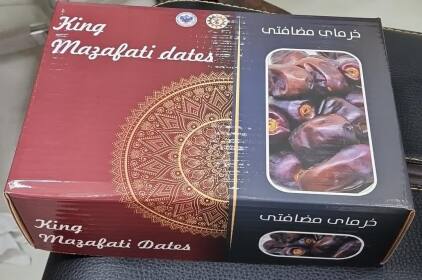 King
Mazafati dates
خرمای مضافتی
King
Mazafati Dates
خرمای مضافتی